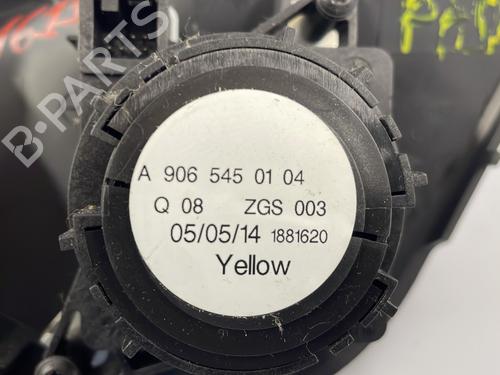 A 906 545 01 04
Q 08 ZGS 003
05/05/14 1881620
Yellow
B-PARTS